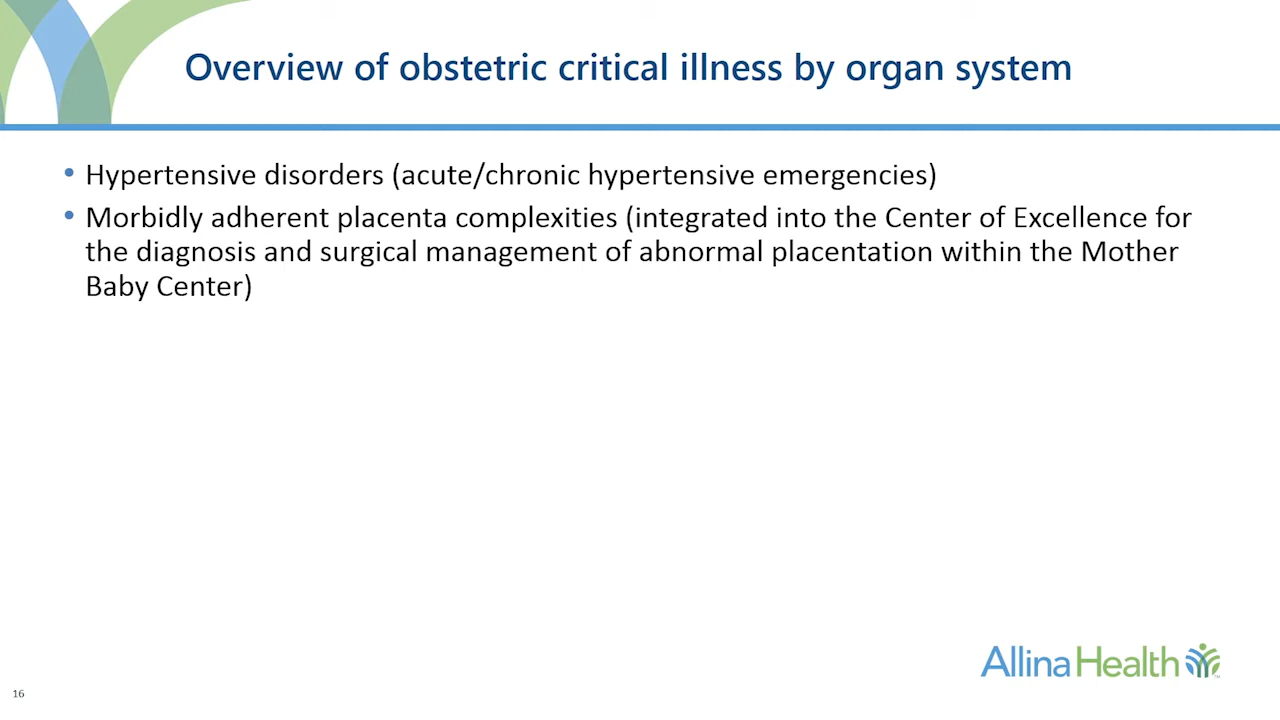 Overview of obstetric critical illness by organ system
• Hypertensive disorders (acute/chronic hypertensive emergencies)
• Morbidly adherent placenta complexities (integrated into the Center of Excellence for
the diagnosis and surgical management of abnormal placentation within the Mother
Baby Center)
Allina Health
16